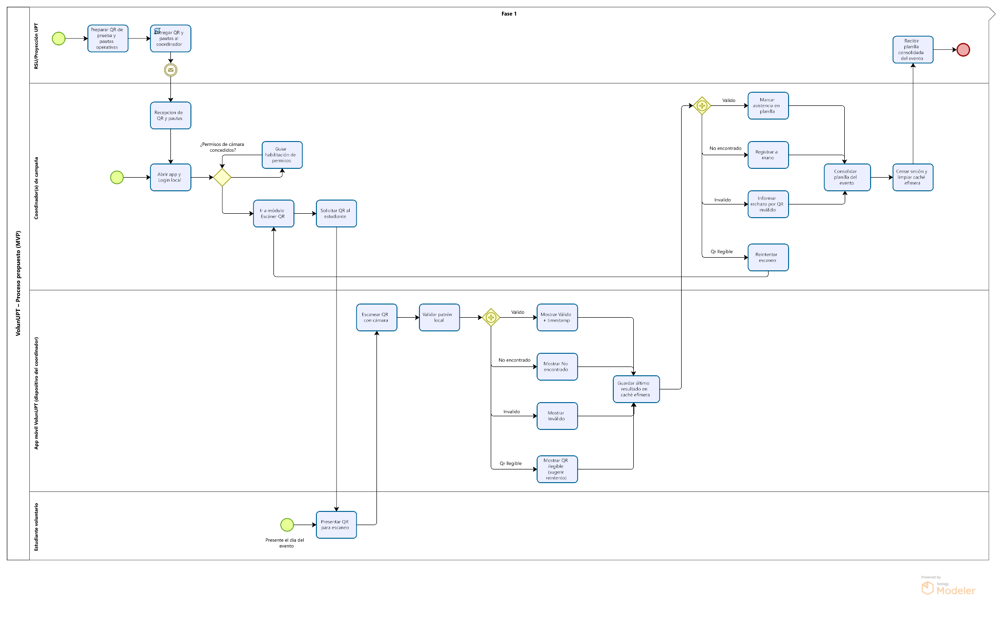 Fase 1
VolunUPT – Proceso propuesto (MVP)
RSU/Proyección UPT
Preparar QR de
prueba y
pautas
operativas
Entregar QR y
pautas al
coordinador
Recibir
planilla
consolidada
del evento
Coordinador(a) de campaña
Recepcion de
QR y pautas
Abrir app y
Login local
¿Permisos de cámara
concedidos?
Guiar
habilitación de
permisos
Ir a módulo
Escáner QR
Solicitar QR al
estudiante
Valido
Marcar
asistencia en
planilla
No encontrado
Registrar a
mano
Invalido
Informar
rechazo por QR
inválido
Qr Ilegible
Reintentar
escaneo
Consolidar
planilla del
evento
Cerrar sesión y
limpiar caché
efímera
App móvil VolunUPT (dispositivo del coordinador)
Escanear QR
con cámara
Validar patrón
local
Valido
Mostrar Válido
+ timestamp
No encontrado
Mostrar No
encontrado
Invalido
Mostrar
Inválido
Qr Ilegible
Mostrar QR
ilegible
(sugerir
reintento)
Guardar último
resultado en
caché efímera
Estudiante voluntario
Presente el día del
evento
Presentar QR
para escaneo
Powered by
bizagi
Modeler